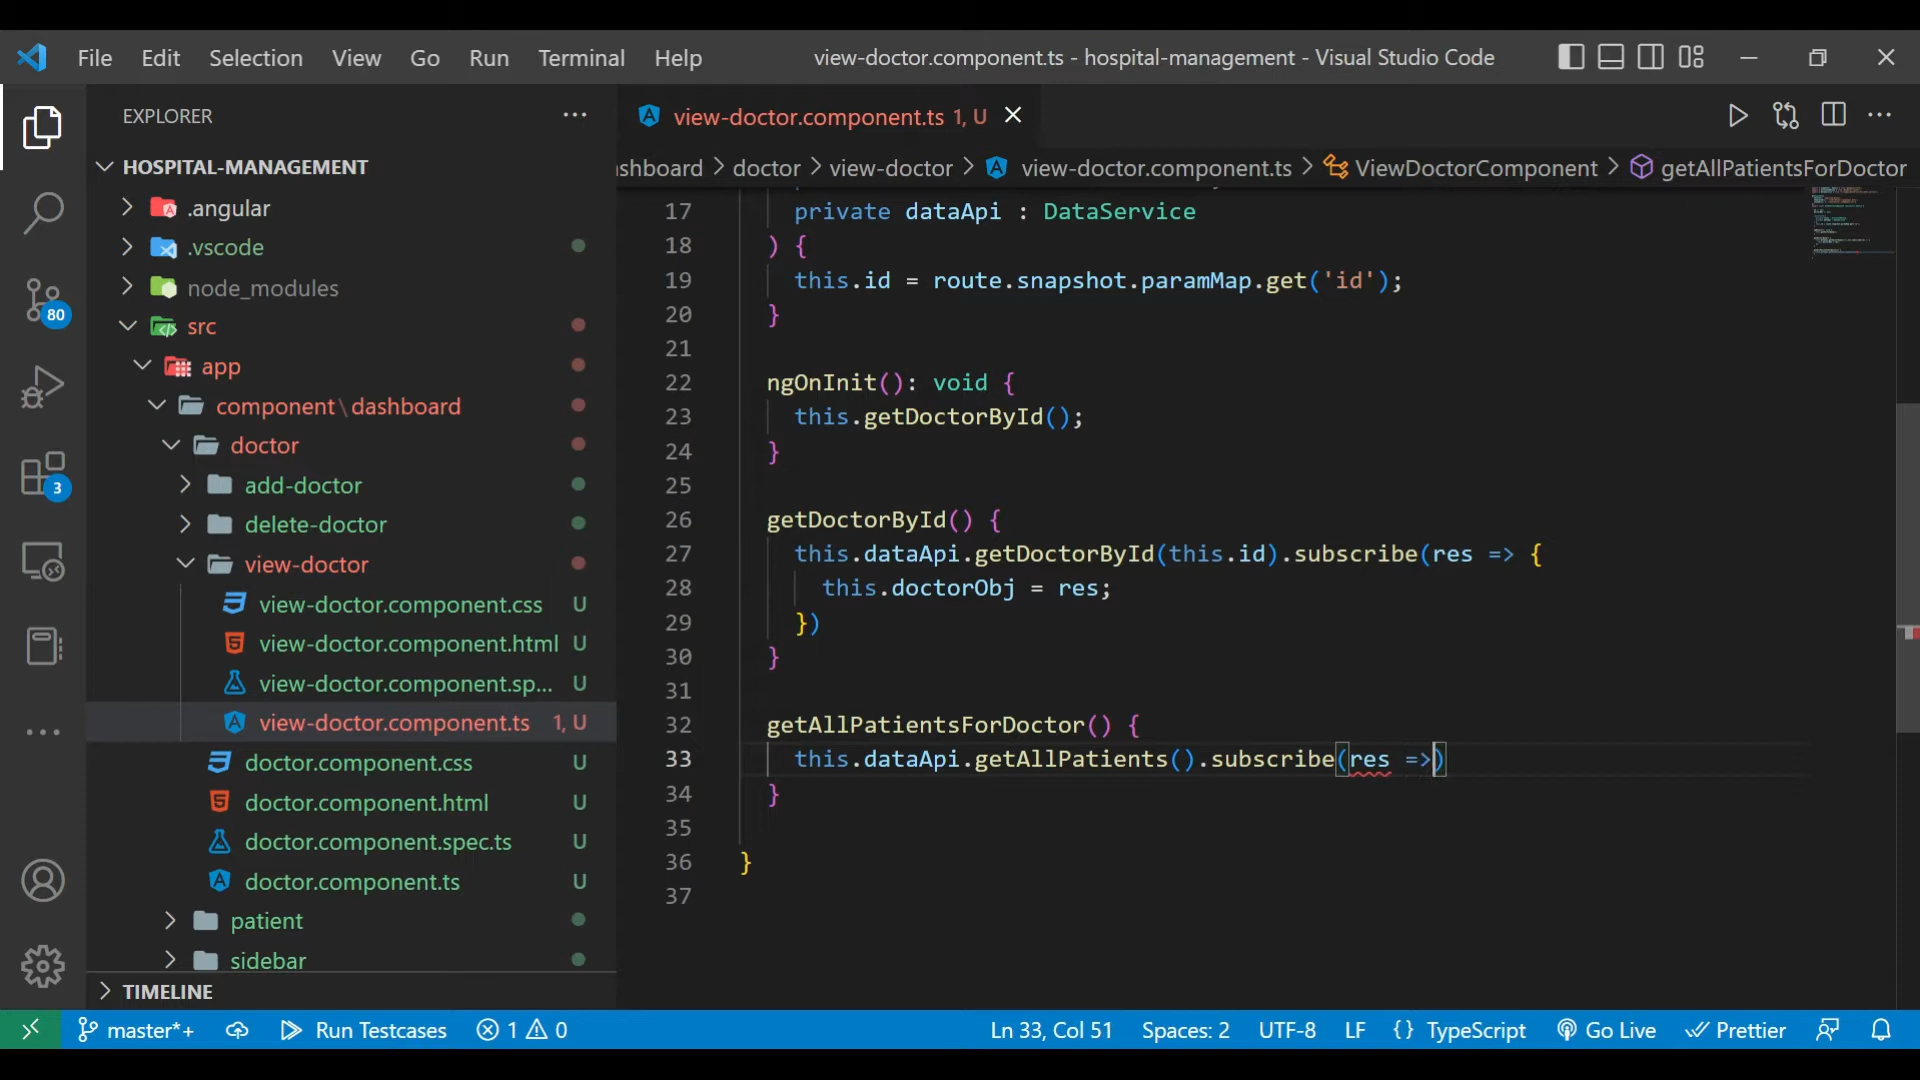 File Edit Selection View Go Run Terminal Help view-doctor.component.ts - hospital-management - Visual Studio Code
EXPLORER
view-doctor.component.ts 1, U
HOSPITAL-MANAGEMENT
shboard > doctor > view-doctor > view-doctor.component.ts > ViewDoctorComponent > getAllPatientsForDoctor
.angular
.vscode
node_modules
src
app
component\dashboard
doctor
add-doctor
delete-doctor
view-doctor
view-doctor.component.css U
view-doctor.component.html U
view-doctor.component.sp... U
view-doctor.component.ts 1, U
doctor.component.css U
doctor.component.html U
doctor.component.spec.ts U
doctor.component.ts U
patient
sidebar
TIMELINE
80
3
17 private dataApi : DataService
18 ) {
19 this.id = route.snapshot.paramMap.get('id');
20 }
21
22 ngOnInit(): void {
23 this.getDoctorById();
24 }
25
26 getDoctorById() {
27 this.dataApi.getDoctorById(this.id).subscribe(res => {
28 this.doctorObj = res;
29 })
30 }
31
32 getAllPatientsForDoctor() {
33 this.dataApi.getAllPatients().subscribe(res =>)
34 }
35
36 }
37
master*+ Run Testcases 1 0 Ln 33, Col 51 Spaces: 2 UTF-8 LF {} TypeScript Go Live Prettier